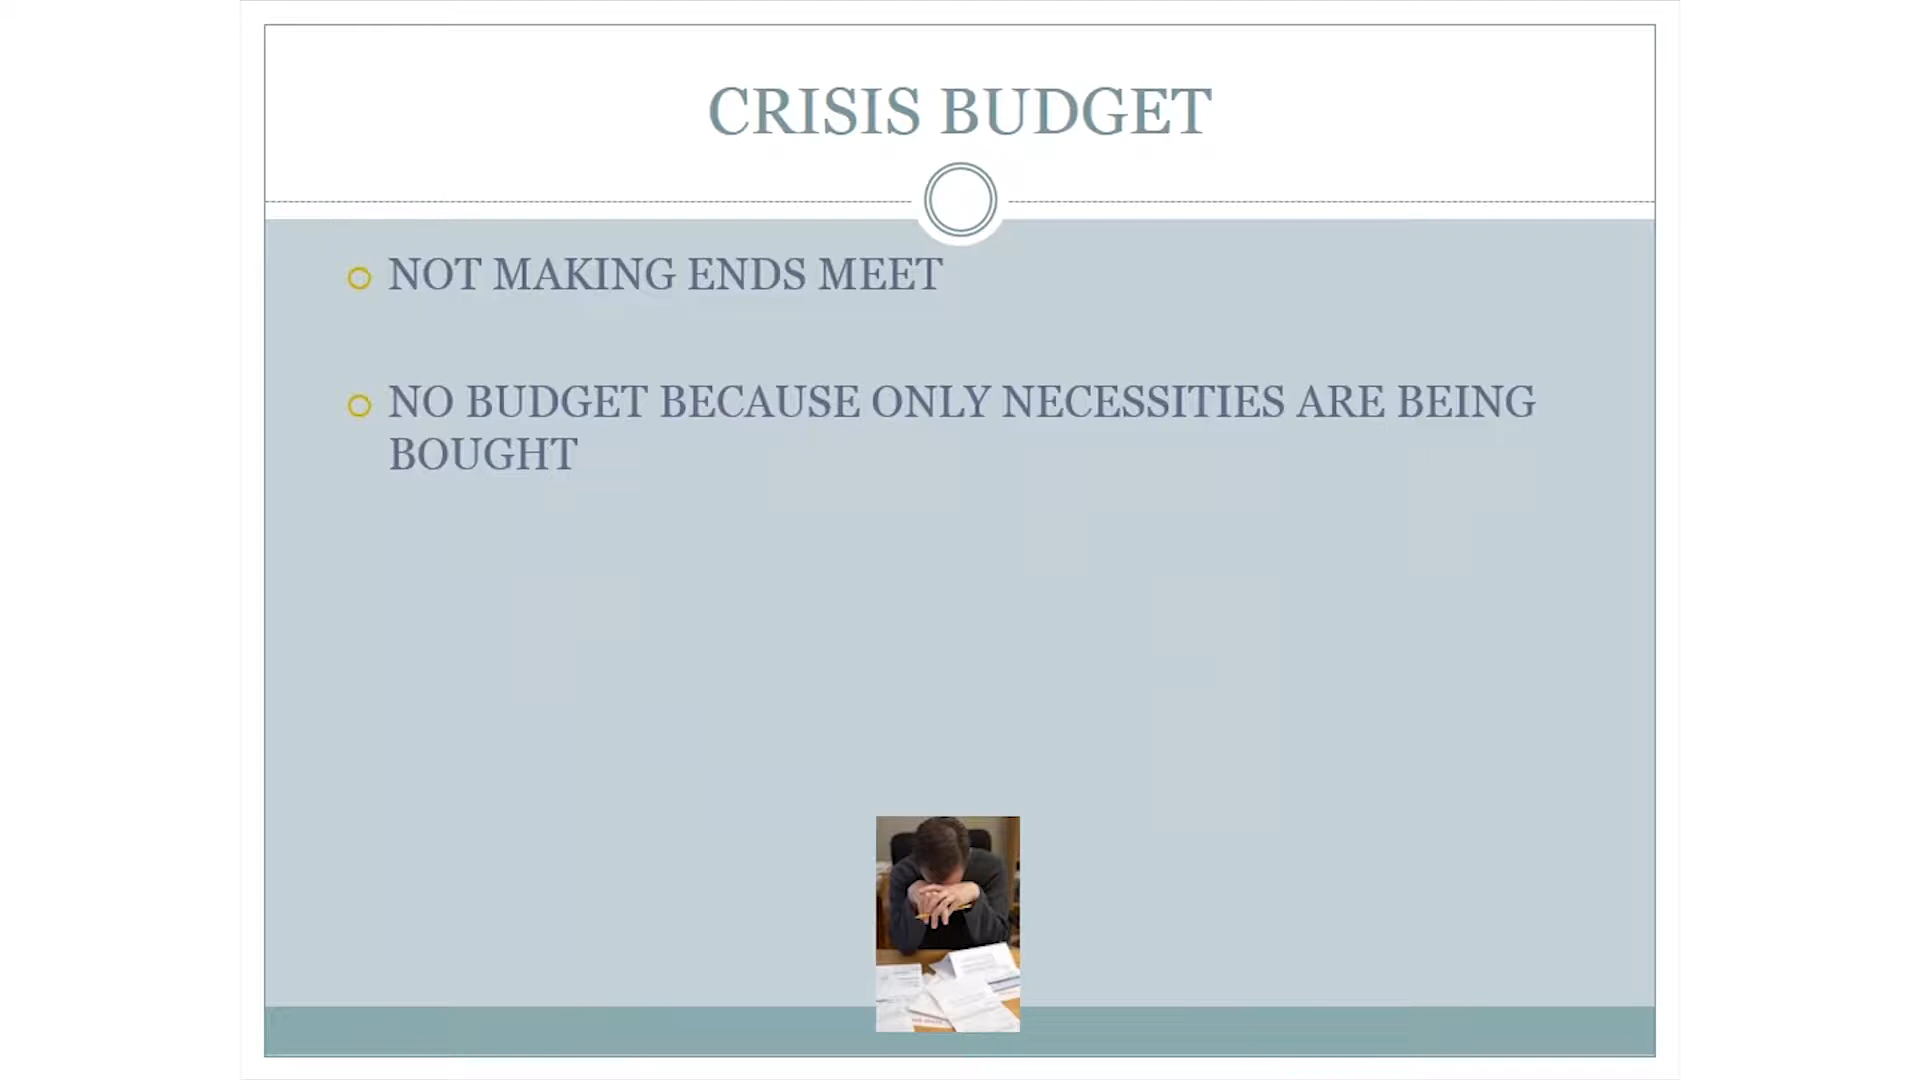 CRISIS BUDGET
NOT MAKING ENDS MEET
NO BUDGET BECAUSE ONLY NECESSITIES ARE BEING
BOUGHT